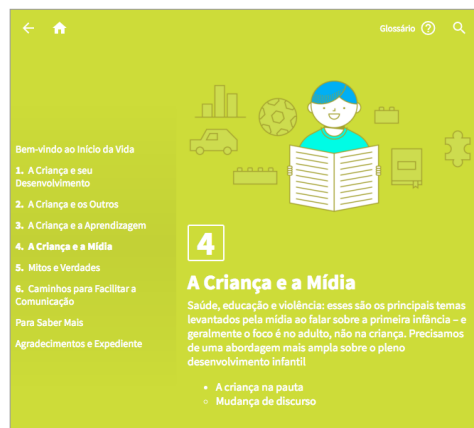 Glossário ?
Bem-vindo ao Início da Vida
1. A Criança e seu
Desenvolvimento
2. A Criança e os Outros
3. A Criança e a Aprendizagem
4. A Criança e a Mídia
5. Mitos e Verdades
6. Caminhos para Facilitar a
Comunicação
Para Saber Mais
Agradecimentos e Expediente
4
A Criança e a Mídia
Saúde, educação e violência: esses são os principais temas
levantados pela mídia ao falar sobre a primeira infância – e
geralmente o foco é no adulto, não na criança. Precisamos
de uma abordagem mais ampla sobre o pleno
desenvolvimento infantil
• A criança na pauta
○ Mudança de discurso